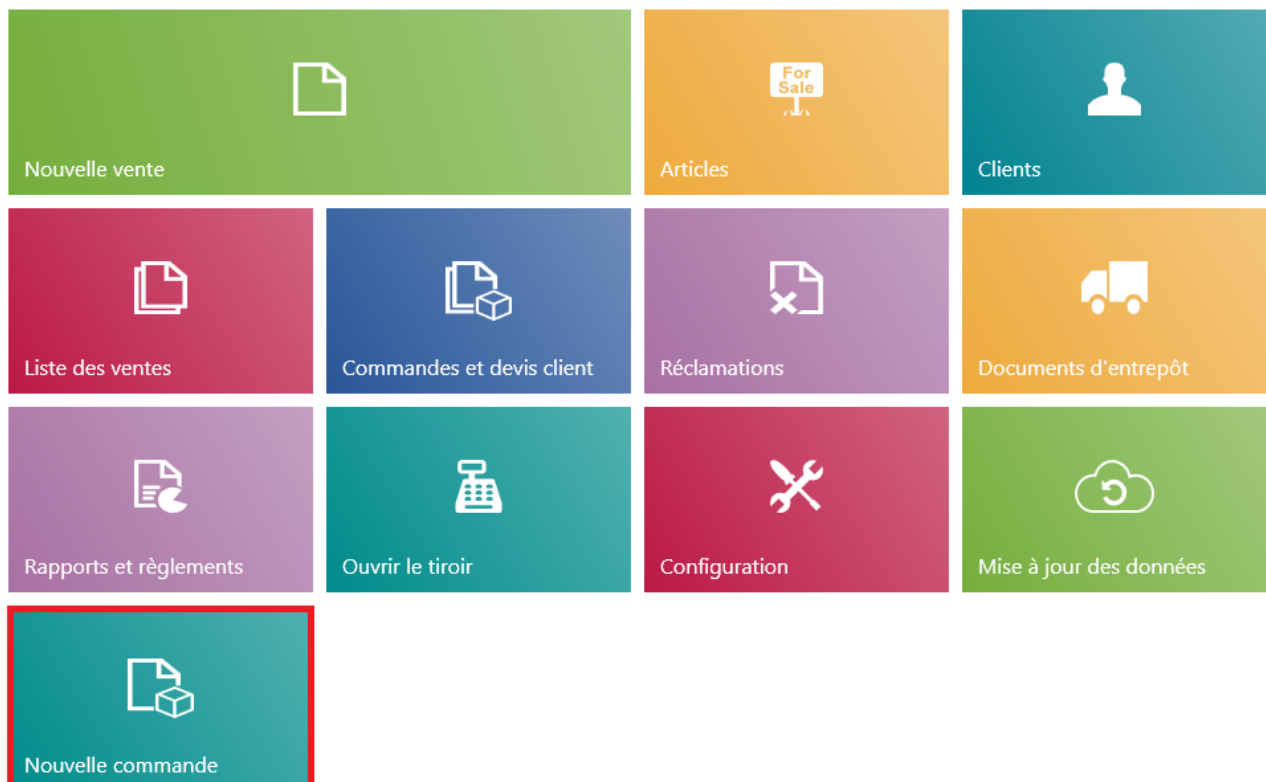 For
Sale
Nouvelle vente
Articles
Clients
Liste des ventes
Commandes et devis client
Réclamations
Documents d'entrepôt
Rapports et règlements
Ouvrir le tiroir
Configuration
Mise à jour des données
Nouvelle commande